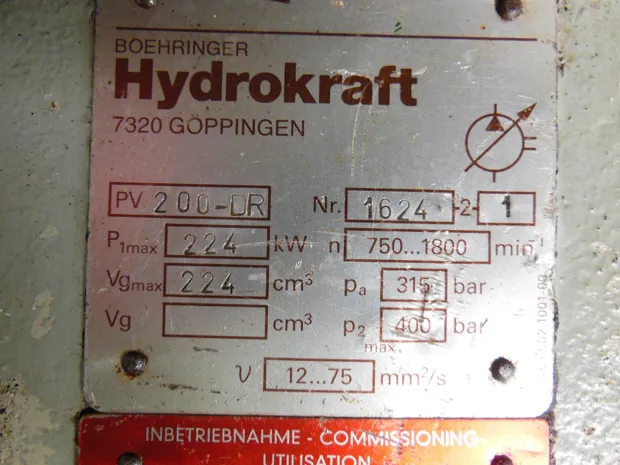 BOEHRINGER
Hydrokraft
7320 GÖPPINGEN
PV 200-DR Nr. 1624 -2- 1
P1max 224 kW n 750...1800 min
Vgmax 224 cm³ pa 315 bar
Vg cm³ p2 max. 400 bar
ν 12...75 mm²/s
INBETRIEBNAHME - COMMISSIONING
UTILISATION